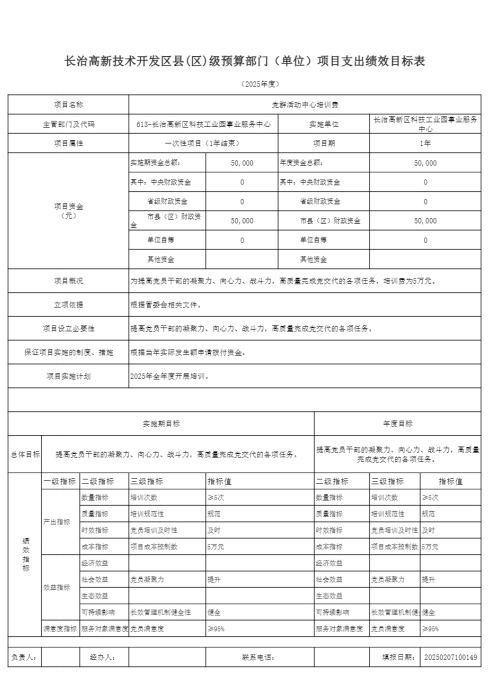 长治高新技术开发区县(区)级预算部门（单位）项目支出绩效目标表
（2025年度）
项目名称 党群活动中心培训费
主管部门及代码 613-长治高新区科技工业园事业服务中心 实施单位 长治高新区科技工业园事业服务中心
项目属性 一次性项目（1年结束） 项目期 1年
项目资金（元） 实施期资金总额： 50,000 年度资金总额： 50,000
其中：中央财政资金 0 其中：中央财政资金 0
省级财政资金 0 省级财政资金 0
市县（区）财政资金 50,000 市县（区）财政资金 50,000
单位自筹 0 单位自筹 0
其他资金 其他资金
项目概况 为提高党员干部的凝聚力、向心力、战斗力，高质量完成党交代的各项任务，培训费为5万元。
立项依据 根据管委会相关文件。
项目设立必要性 提高党员干部的凝聚力、向心力、战斗力，高质量完成党交代的各项任务。
保证项目实施的制度、措施 根据当年实际发生额申请拨付资金。
项目实施计划 2025年全年度开展培训。
实施期目标 年度目标
总体目标 提高党员干部的凝聚力、向心力、战斗力，高质量完成党交代的各项任务。 提高党员干部的凝聚力、向心力、战斗力，高质量完成党交代的各项任务。
绩效指标 一级指标 二级指标 三级指标 指标值 二级指标 三级指标 指标值
产出指标 数量指标 培训次数 ≥5次 数量指标 培训次数 ≥5次
质量指标 培训规范性 规范 质量指标 培训规范性 规范
时效指标 党员培训及时性 及时 时效指标 党员培训及时性 及时
成本指标 项目成本控制数 5万元 成本指标 项目成本控制数 5万元
效益指标 经济效益 经济效益
社会效益 党员凝聚力 提升 社会效益 党员凝聚力 提升
生态效益 生态效益
可持续影响 长效管理机制健全性 健全 可持续影响 长效管理机制健 健全
满意度指标 服务对象满意度 党员满意度 ≥95% 服务对象满意度 党员满意度 ≥95%
负责人： 经办人： 联系电话： 填报日期： 20250207100149